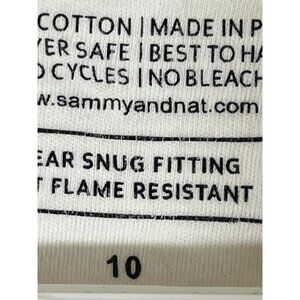 COTTON | MADE IN P
YER SAFE | BEST TO HA
O CYCLES | NO BLEACH
w.sammyandnat.com
EAR SNUG FITTING
T FLAME RESISTANT
10